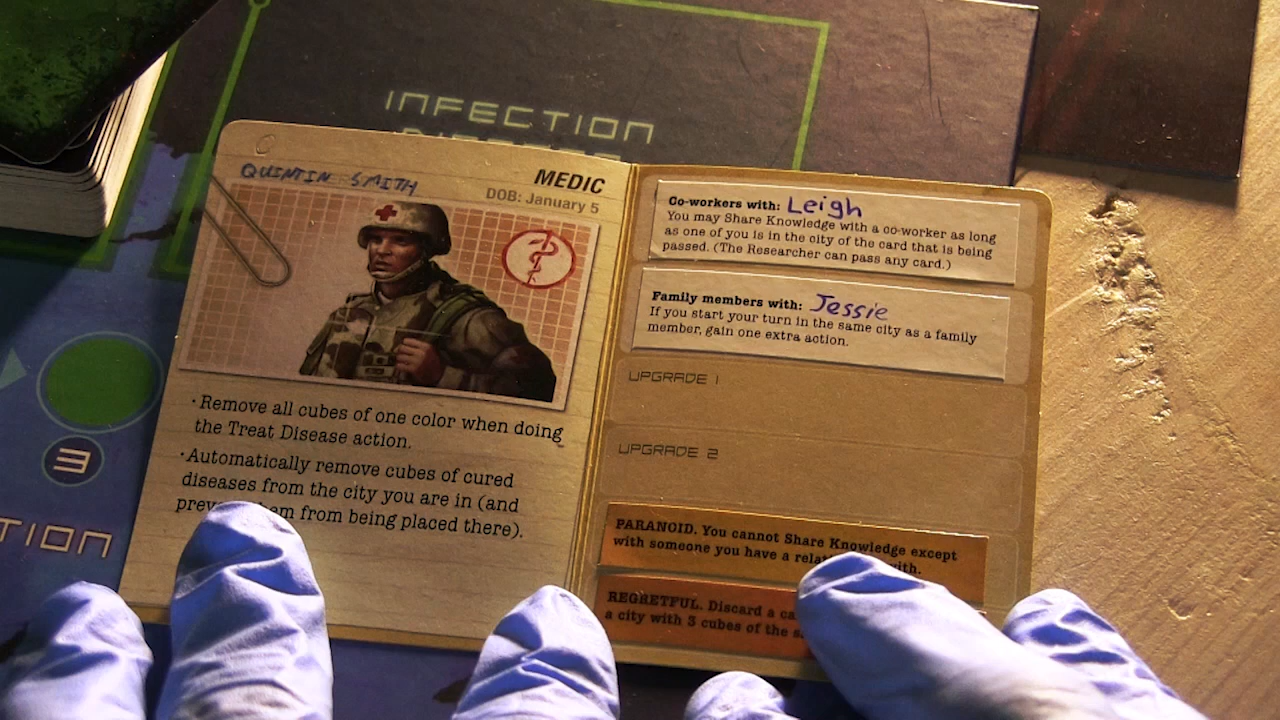 INFECTION
QUINTIN SMITH
MEDIC
DOB: January 5
· Remove all cubes of one color when doing
the Treat Disease action.
· Automatically remove cubes of cured
diseases from the city you are in (and
from being placed there).
Co-workers with: Leigh
You may Share Knowledge with a co-worker as long
as one of you is in the city of the card that is being
passed. (The Researcher can pass any card.)
Family members with: Jessie
If you start your turn in the same city as a family
member, gain one extra action.
UPGRADE 1
UPGRADE 2
PARANOID. You cannot Share Knowledge except
with someone you have a with.
REGRETFUL. Discard a
a city with 3 cubes of the
3
TION